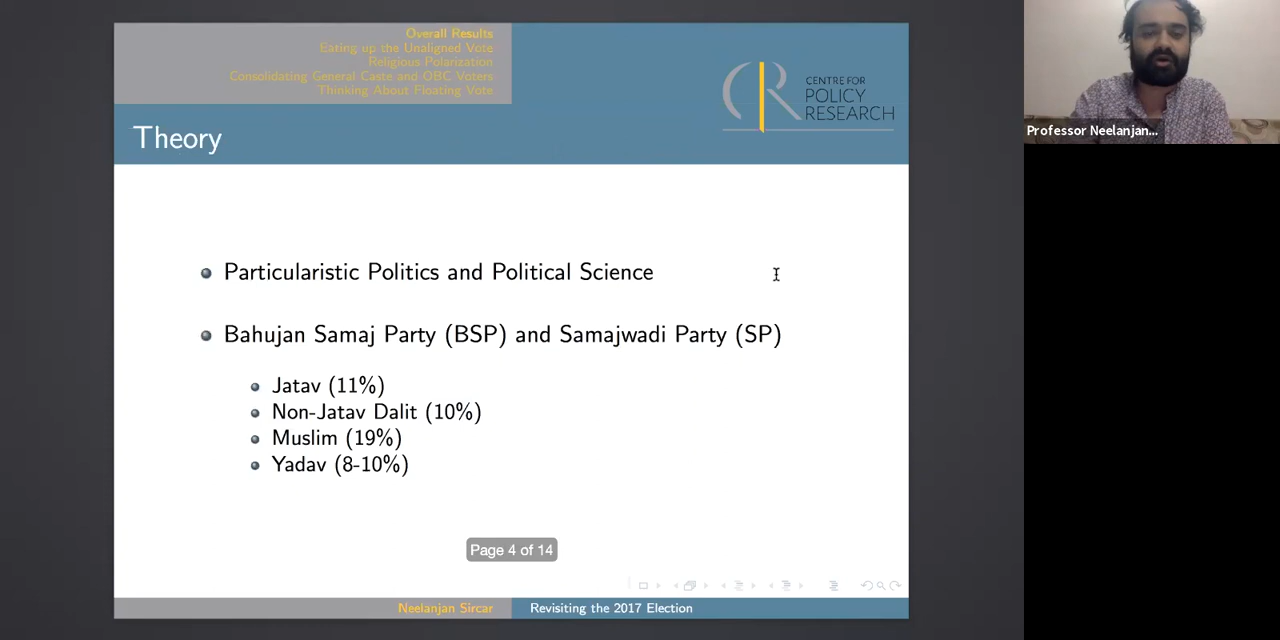 Overall Results
Eating up the Unaligned Vote
Religious Polarization
Consolidating General Caste and OBC Voters
Thinking About Floating Vote
CENTRE FOR
POLICY
RESEARCH
Theory
Professor Neelanjan...
Particularistic Politics and Political Science
Bahujan Samaj Party (BSP) and Samajwadi Party (SP)
Jatav (11%)
Non-Jatav Dalit (10%)
Muslim (19%)
Yadav (8-10%)
Page 4 of 14
Neelanjan Sircar
Revisiting the 2017 Election